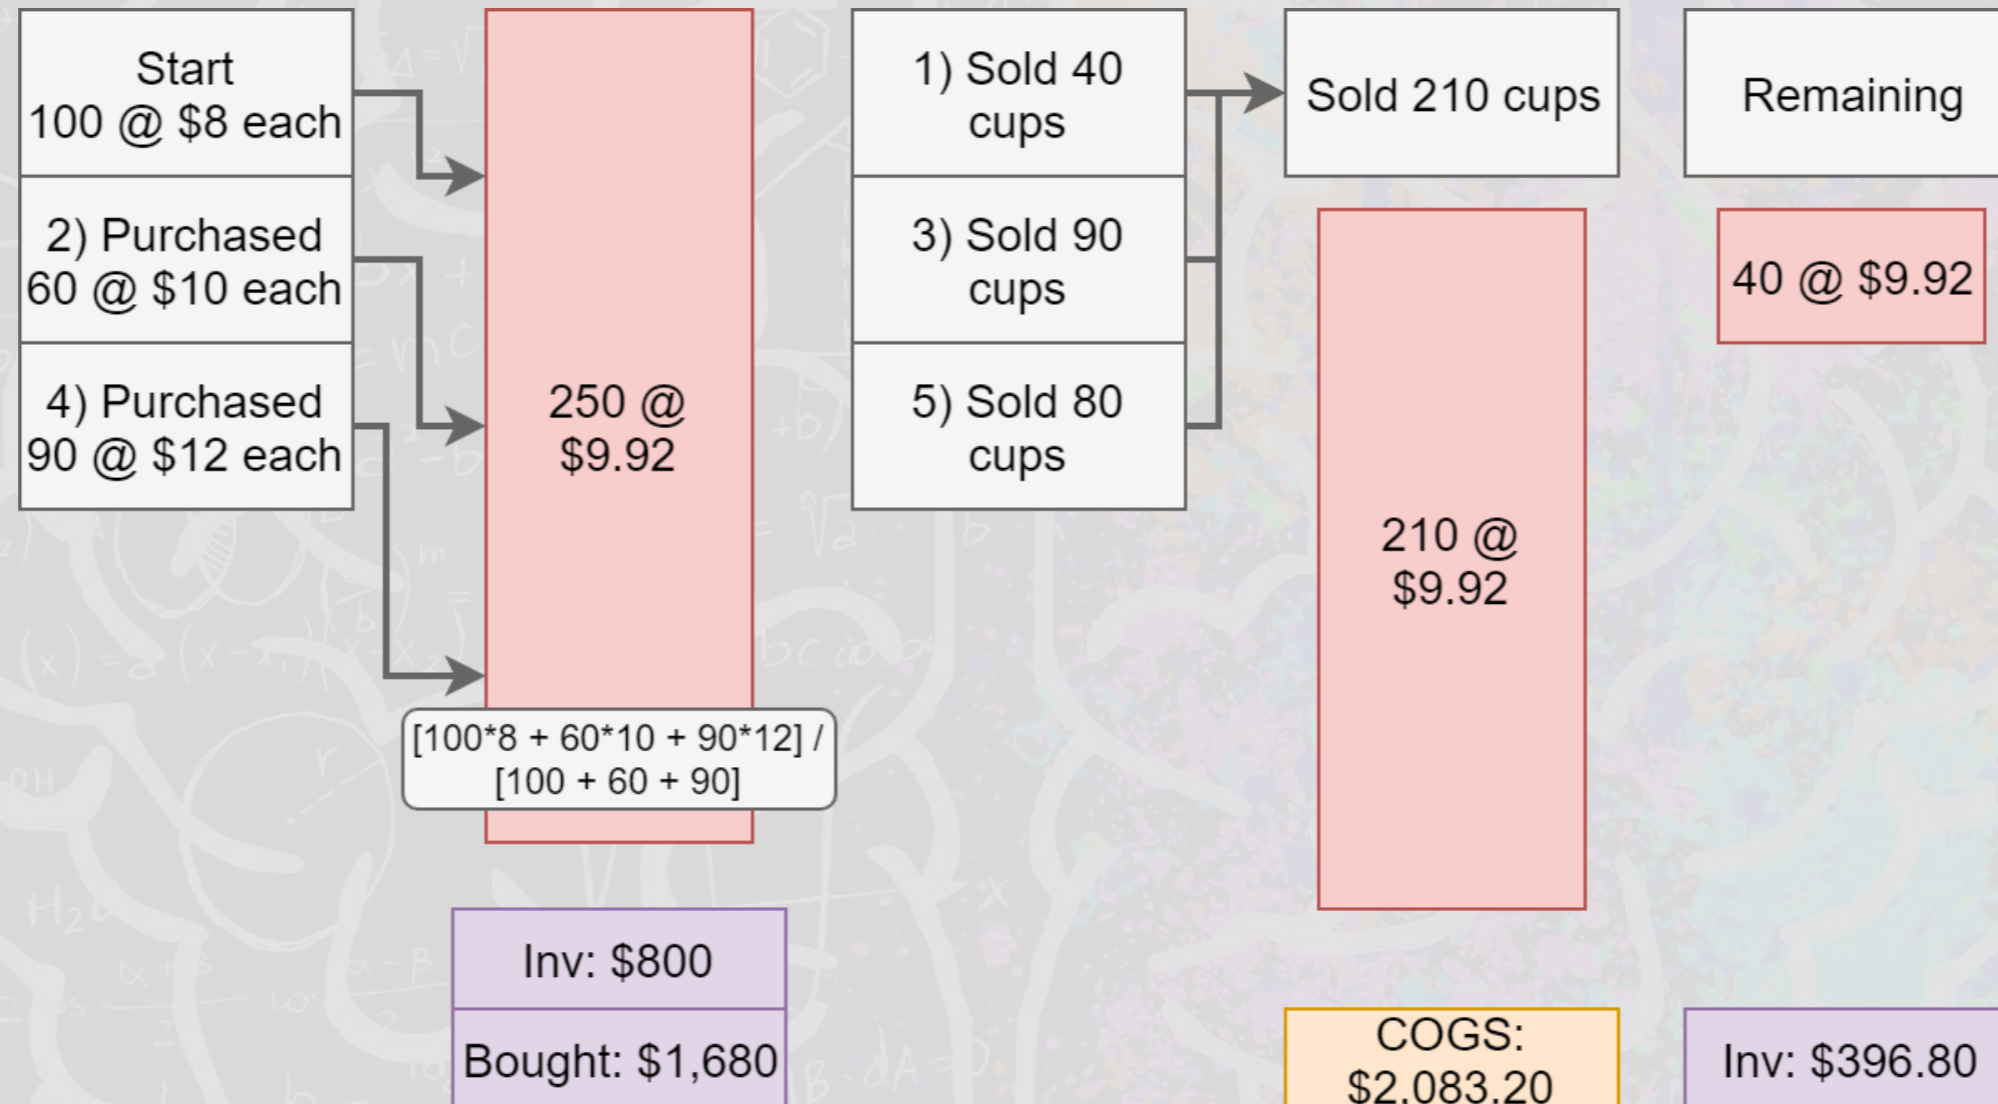 Start
100 @ $8 each
2) Purchased
60 @ $10 each
4) Purchased
90 @ $12 each
250 @
$9.92
[100*8 + 60*10 + 90*12] /
[100 + 60 + 90]
Inv: $800
Bought: $1,680
1) Sold 40
cups
3) Sold 90
cups
5) Sold 80
cups
Sold 210 cups
210 @
$9.92
COGS:
$2,083.20
Remaining
40 @ $9.92
Inv: $396.80